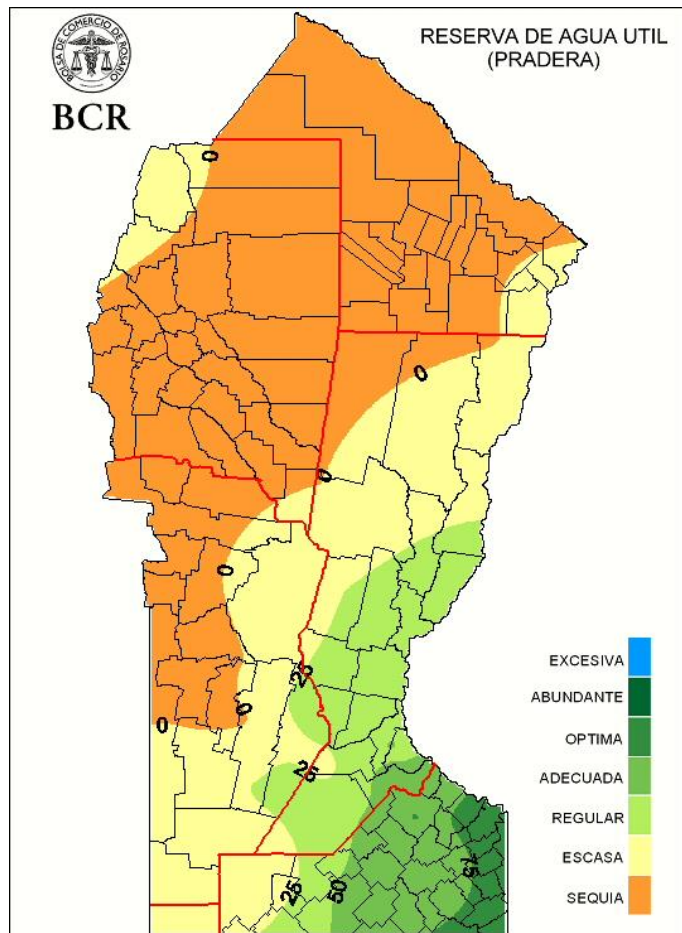 BOLSA DE COMERCIO DE ROSARIO
BCR
RESERVA DE AGUA UTIL
(PRADERA)
0
0
0
0
0
0
25
25
25
50
75
EXCESIVA
ABUNDANTE
OPTIMA
ADECUADA
REGULAR
ESCASA
SEQUIA